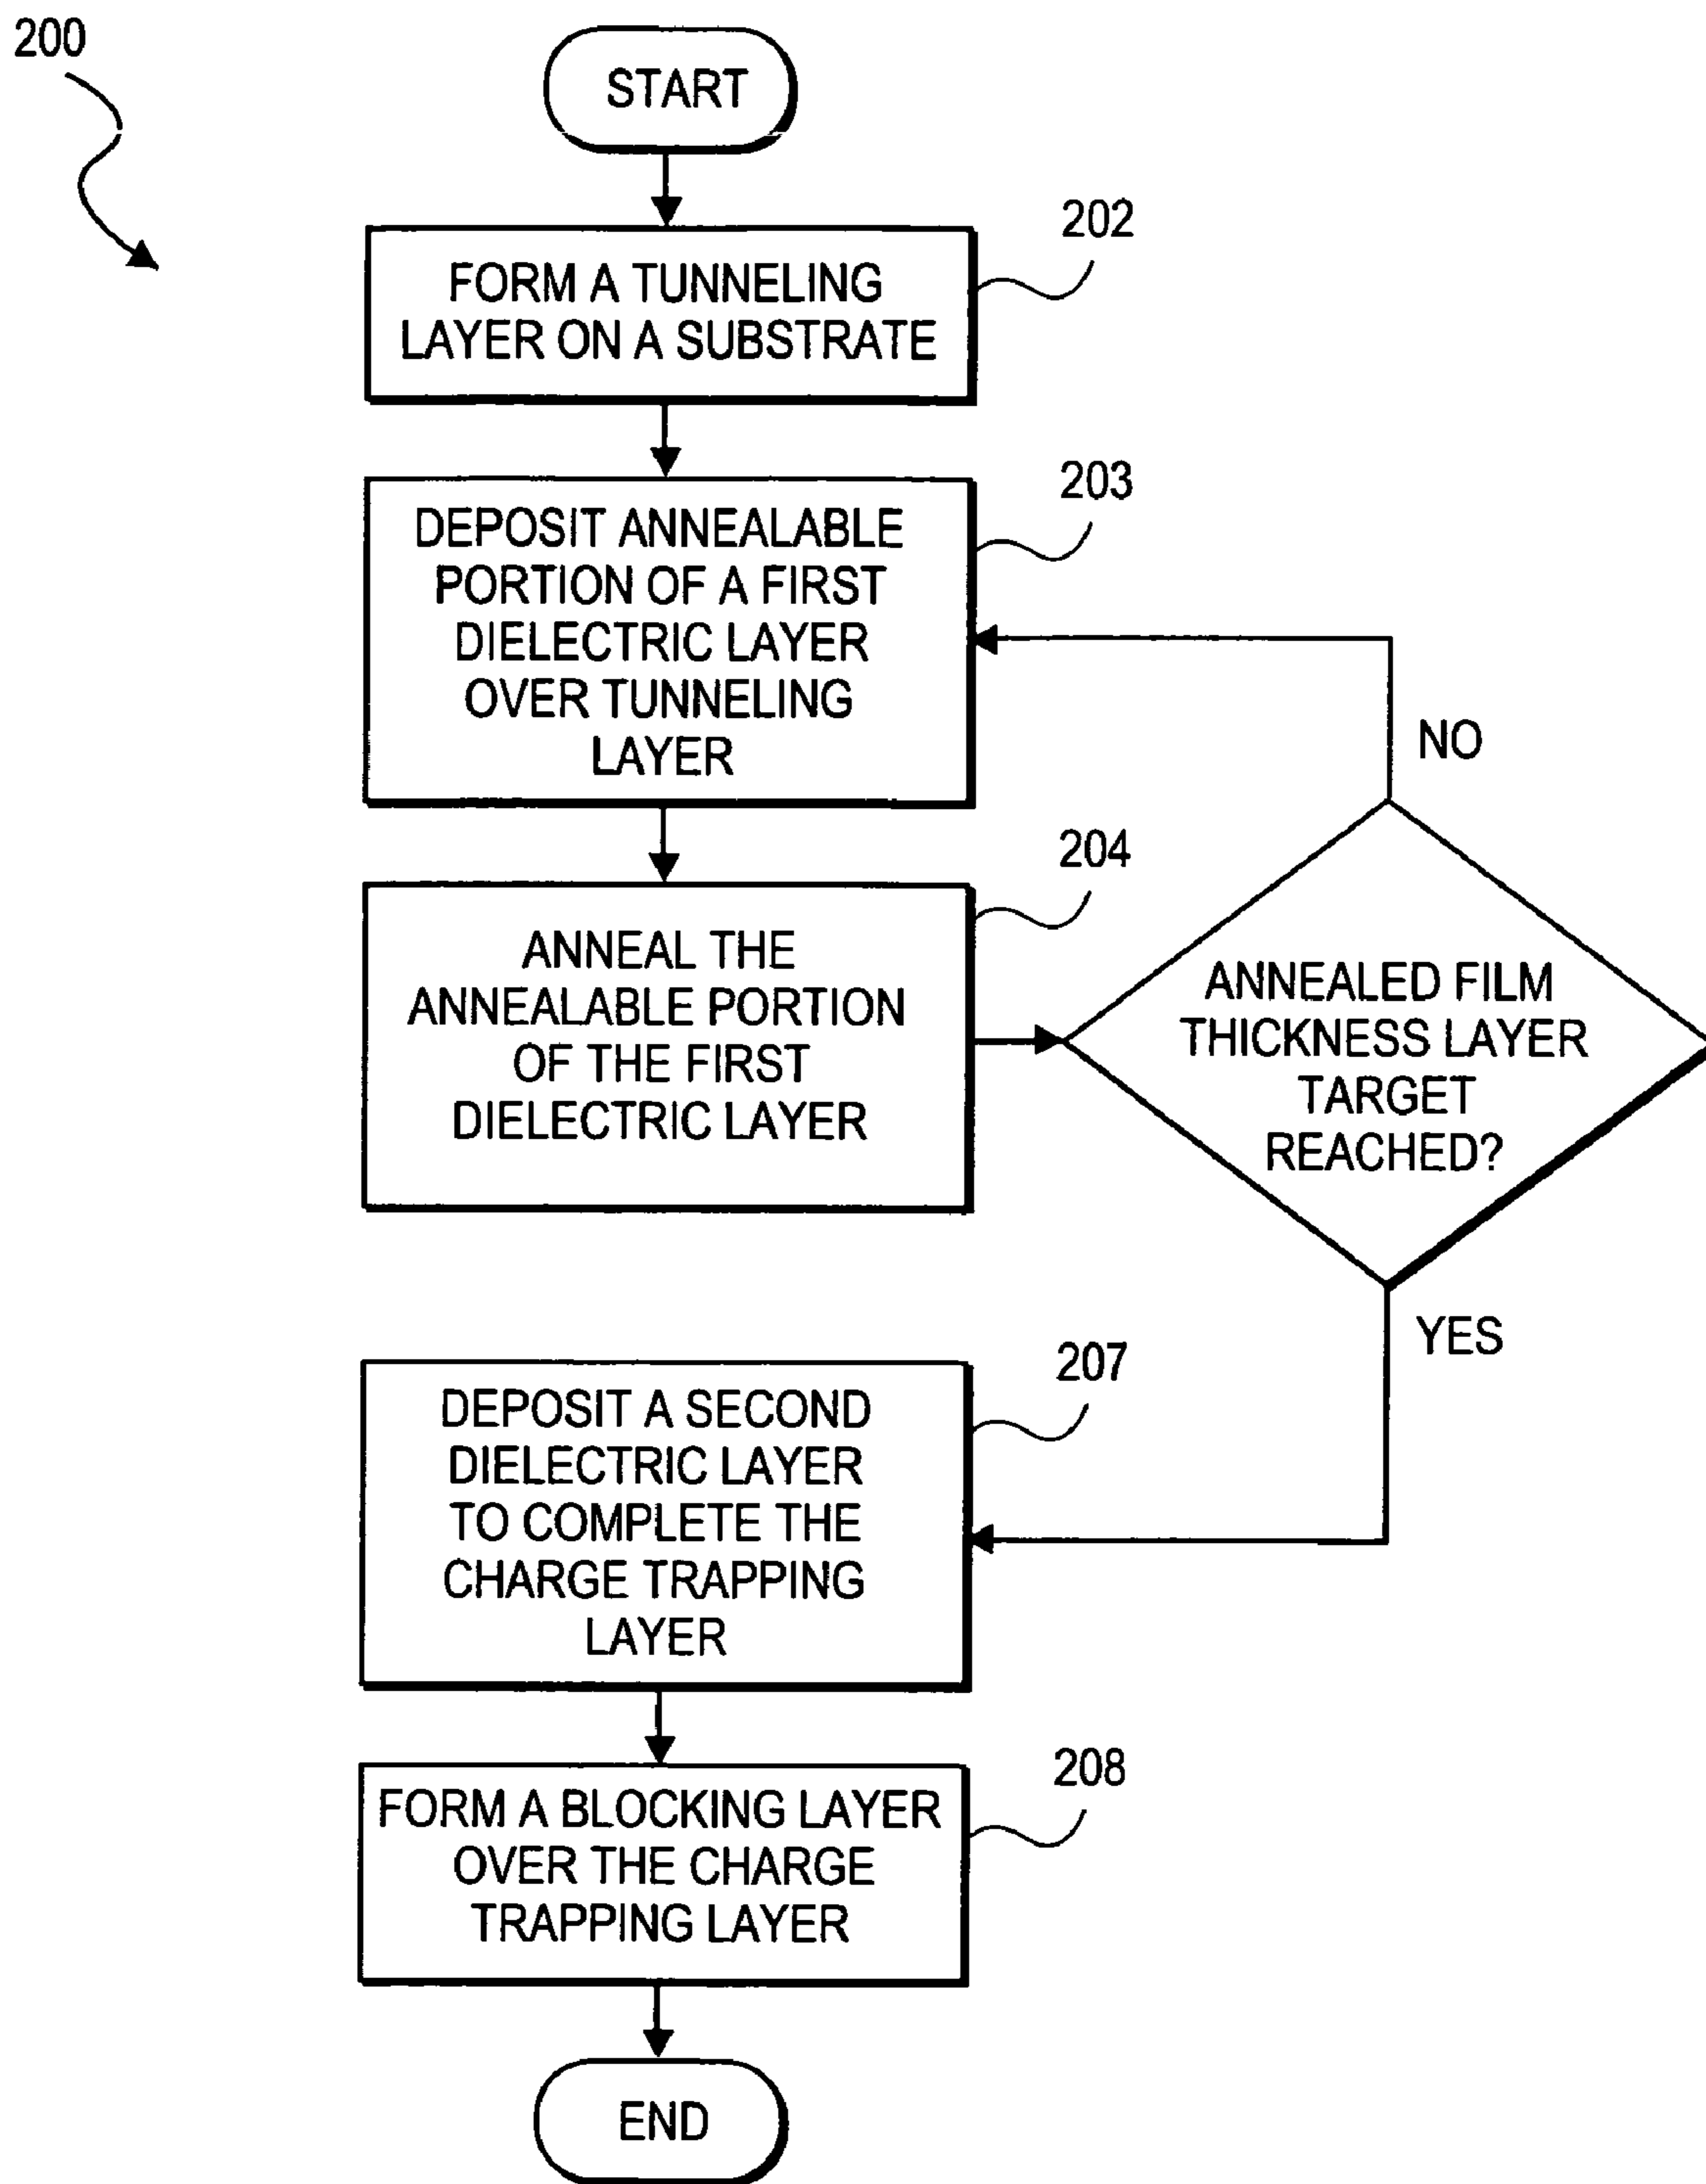 200
START
202
FORM A TUNNELING
LAYER ON A SUBSTRATE
203
DEPOSIT ANNEALABLE
PORTION OF A FIRST
DIELECTRIC LAYER
OVER TUNNELING
LAYER
NO
204
ANNEAL THE
ANNEALABLE PORTION
OF THE FIRST
DIELECTRIC LAYER
ANNEALED FILM
THICKNESS LAYER
TARGET
REACHED?
YES
207
DEPOSIT A SECOND
DIELECTRIC LAYER
TO COMPLETE THE
CHARGE TRAPPING
LAYER
208
FORM A BLOCKING LAYER
OVER THE CHARGE
TRAPPING LAYER
END